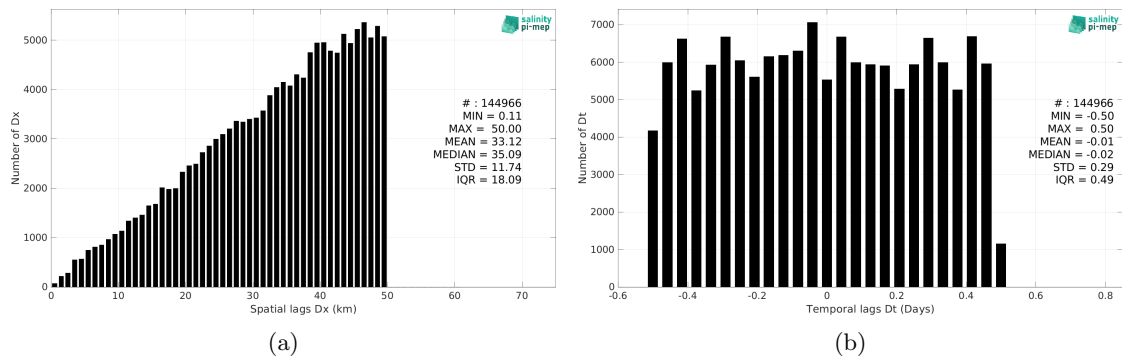 salinity
pi-mep
5000
4000
3000
2000
1000
0
Number of Dx
# : 144966
MIN = 0.11
MAX = 50.00
MEAN = 33.12
MEDIAN = 35.09
STD = 11.74
IQR = 18.09
0 10 20 30 40 50 60 70
Spatial lags Dx (km)
(a)
salinity
pi-mep
7000
6000
5000
4000
3000
2000
1000
0
Number of Dt
# : 144966
MIN = -0.50
MAX = 0.50
MEAN = -0.01
MEDIAN = -0.02
STD = 0.29
IQR = 0.49
-0.6 -0.4 -0.2 0 0.2 0.4 0.6 0.8
Temporal lags Dt (Days)
(b)